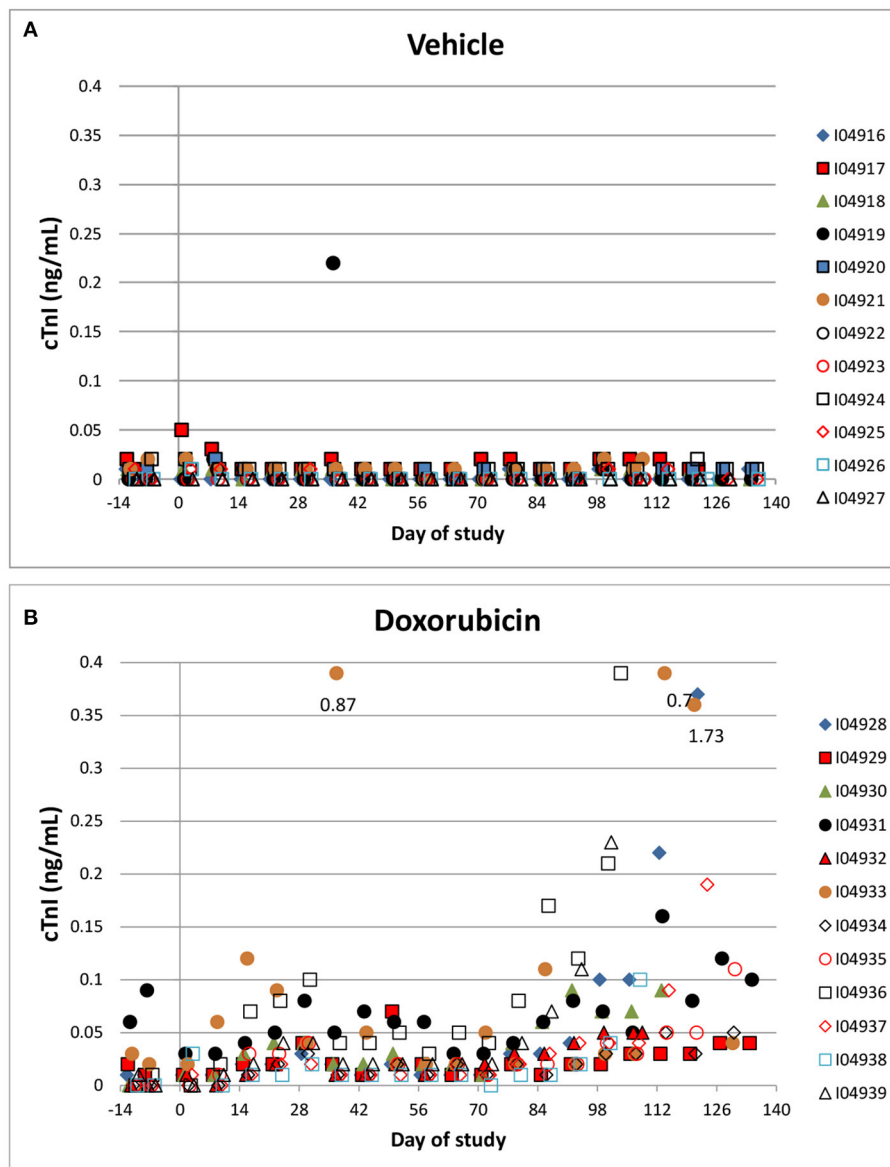 A
Vehicle
0.4
0.35
0.3
0.25
0.2
0.15
0.1
0.05
0
cTnI (ng/mL)
-14 0 14 28 42 56 70 84 98 112 126 140
Day of study
I04916
I04917
I04918
I04919
I04920
I04921
I04922
I04923
I04924
I04925
I04926
I04927
B
Doxorubicin
0.4
0.35
0.3
0.25
0.2
0.15
0.1
0.05
0
cTnI (ng/mL)
0.87
0.7
1.73
-14 0 14 28 42 56 70 84 98 112 126 140
Day of study
I04928
I04929
I04930
I04931
I04932
I04933
I04934
I04935
I04936
I04937
I04938
I04939